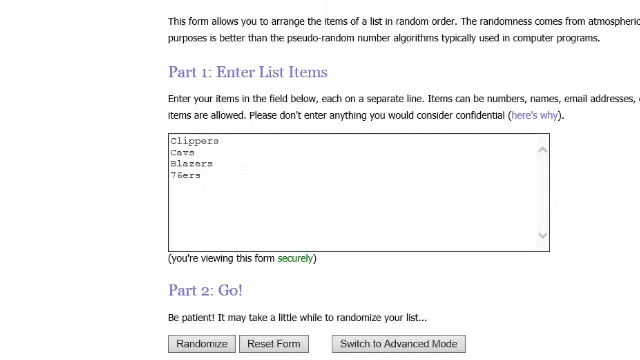 This form allows you to arrange the items of a list in random order. The randomness comes from atmospheric
purposes is better than the pseudo-random number algorithms typically used in computer programs.
Part 1: Enter List Items
Enter your items in the field below, each on a separate line. Items can be numbers, names, email addresses,
items are allowed. Please don't enter anything you would consider confidential (here's why).
Clippers
Cavs
Blazers
76ers
(you're viewing this form securely)
Part 2: Go!
Be patient! It may take a little while to randomize your list...
Randomize Reset Form Switch to Advanced Mode